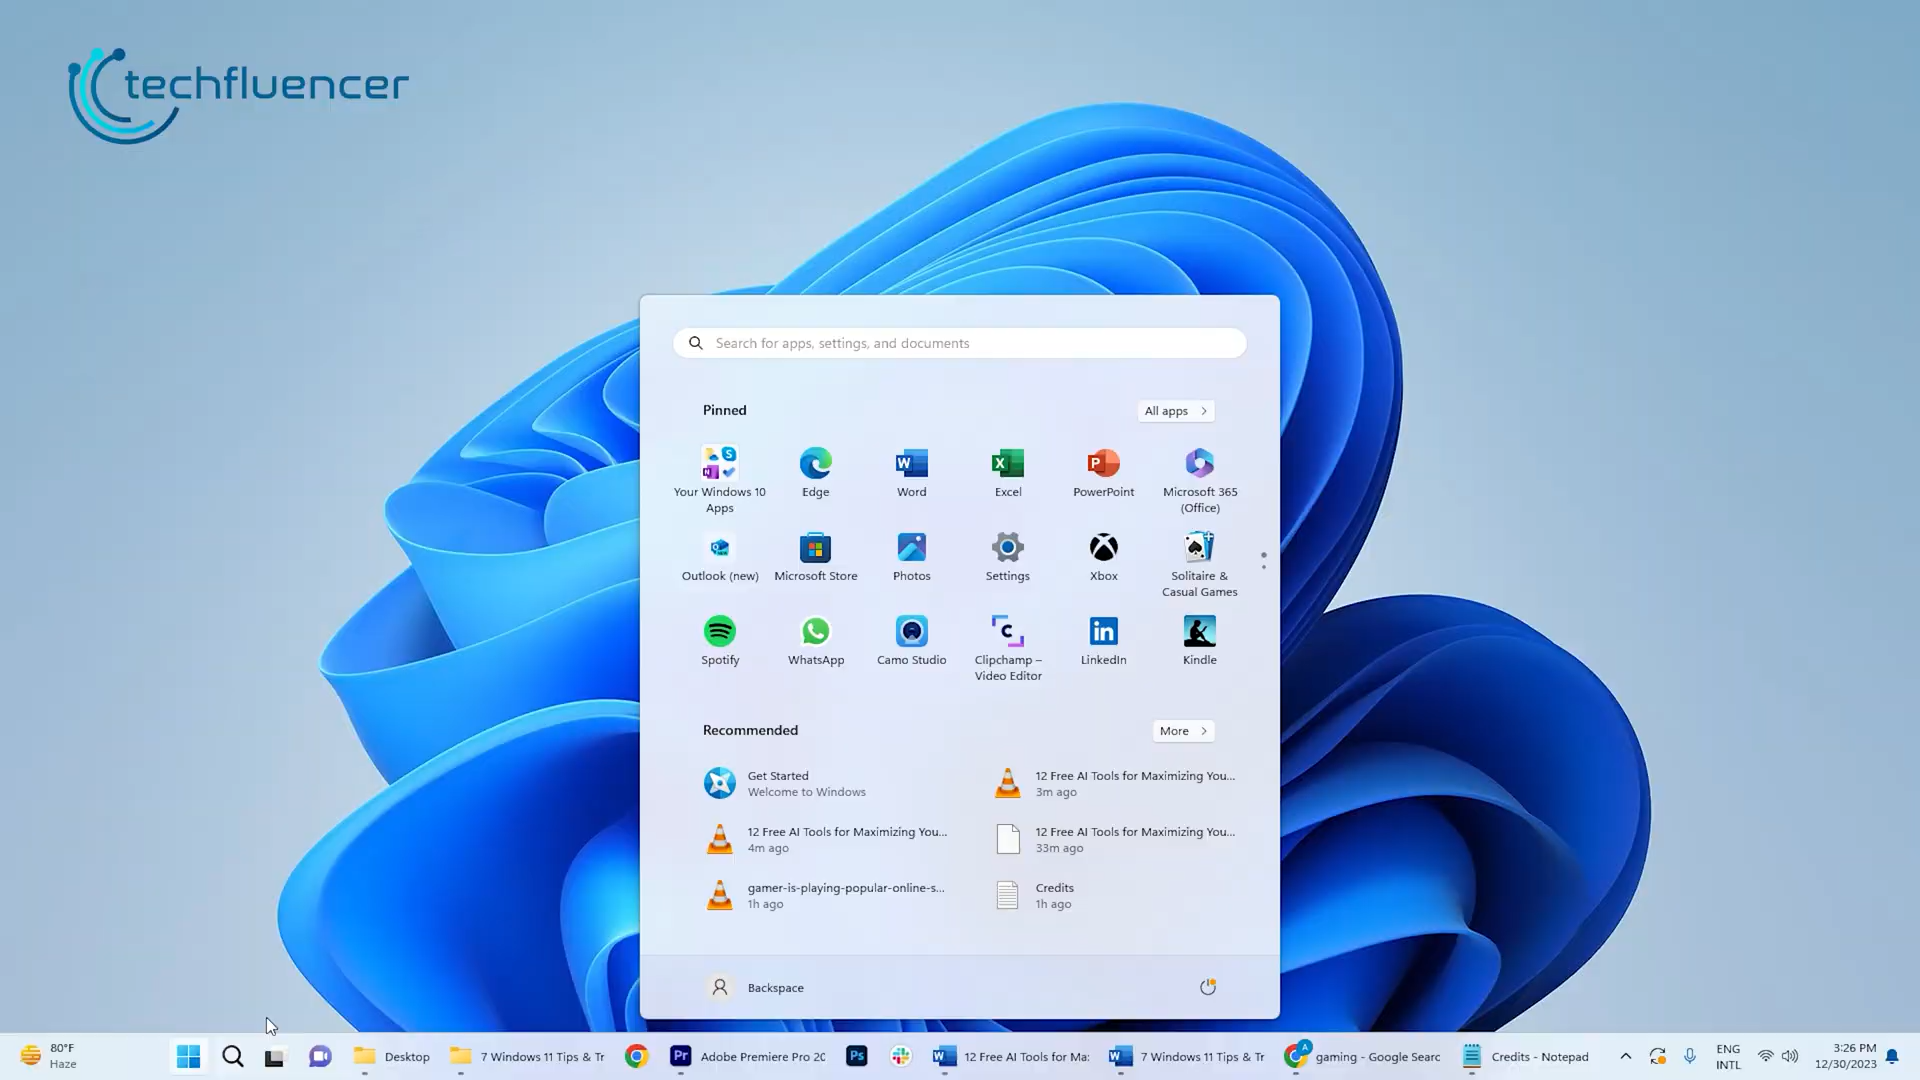 techfluencer
Search for apps, settings, and documents
Pinned
All apps
Your Windows 10
Apps
Edge
Word
Excel
PowerPoint
Microsoft 365
(Office)
Outlook (new)
Microsoft Store
Photos
Settings
Xbox
Solitaire &
Casual Games
Spotify
WhatsApp
Camo Studio
Clipchamp –
Video Editor
LinkedIn
Kindle
Recommended
More
Get Started
Welcome to Windows
12 Free AI Tools for Maximizing You...
3m ago
12 Free AI Tools for Maximizing You...
4m ago
12 Free AI Tools for Maximizing You...
33m ago
gamer-is-playing-popular-online-s...
1h ago
Credits
1h ago
Backspace
80°F
Haze
Desktop
7 Windows 11 Tips & Tr
Adobe Premiere Pro 20
12 Free AI Tools for Ma:
7 Windows 11 Tips & Tr
gaming - Google Searc
Credits - Notepad
ENG
INTL
3:26 PM
12/30/2023